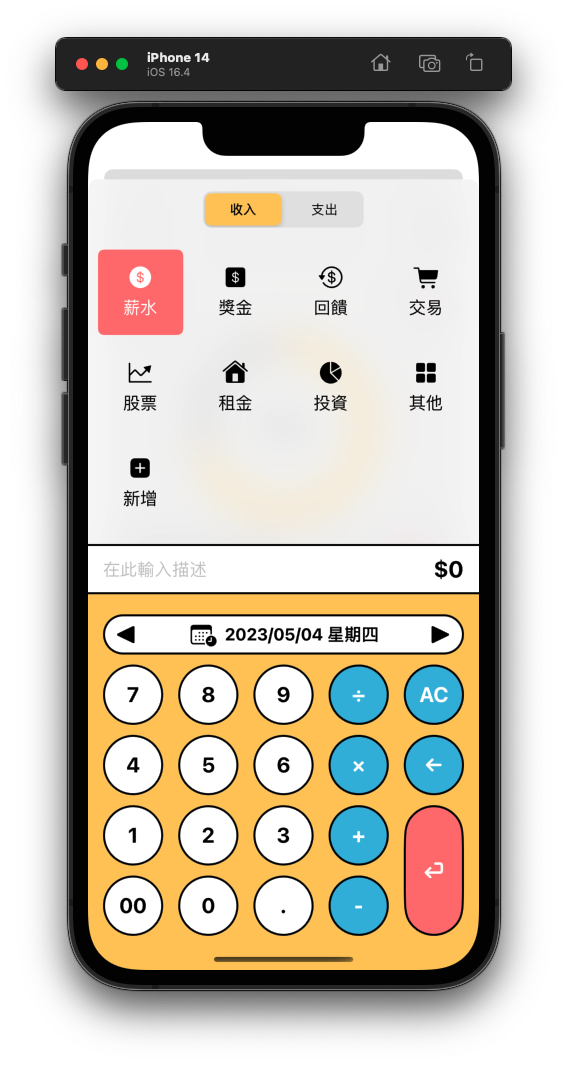 iPhone 14
iOS 16.4
收入 支出
薪水 獎金 回饋 交易
股票 租金 投資 其他
新增
在此輸入描述 $0
2023/05/04 星期四
7 8 9 ÷ AC
4 5 6 × ←
1 2 3 +
00 0 . -